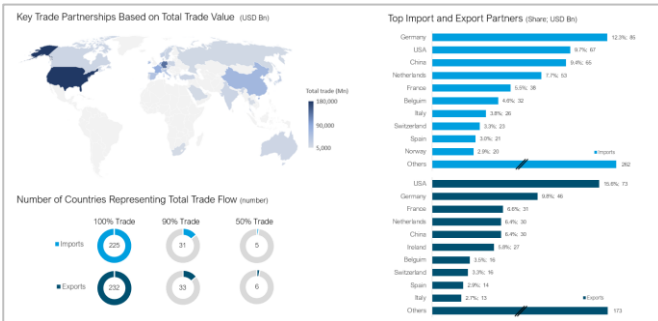 Key Trade Partnerships Based on Total Trade Value (USD Bn)
Total trade (Mn)
180,000
90,000
5,000
Number of Countries Representing Total Trade Flow (number)
100% Trade 90% Trade 50% Trade
Imports 225 31 5
Exports 232 33 6
Top Import and Export Partners (Share; USD Bn)
Germany 12.3%; 85
USA 9.7%; 67
China 9.4%; 65
Netherlands 7.7%; 53
France 5.5%; 38
Belgium 4.6%; 32
Italy 3.8%; 26
Switzerland 3.3%; 23
Spain 3.0%; 21
Norway 2.9%; 20
Imports
Others 262
USA 15.6%; 73
Germany 9.8%; 46
France 6.6%; 31
Netherlands 6.4%; 30
China 6.4%; 30
Ireland 5.8%; 27
Belgium 3.5%; 16
Switzerland 3.3%; 16
Spain 2.9%; 14
Italy 2.7%; 13
Exports
Others 173